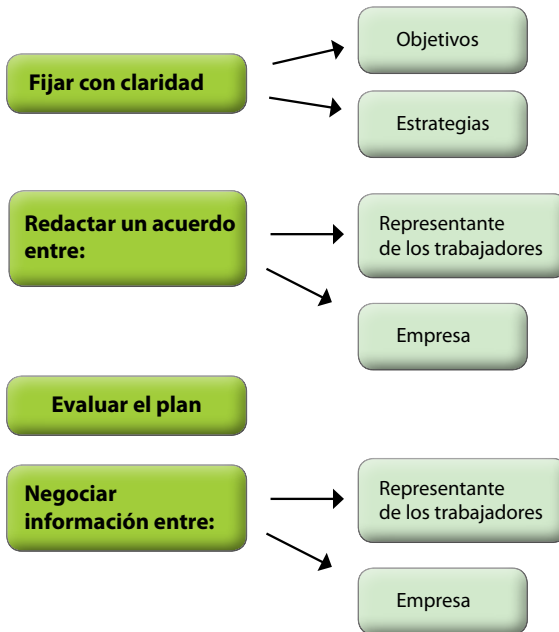 Fijar con claridad
Objetivos
Estrategias
Redactar un acuerdo
entre:
Representante
de los trabajadores
Empresa
Evaluar el plan
Negociar
información entre:
Representante
de los trabajadores
Empresa